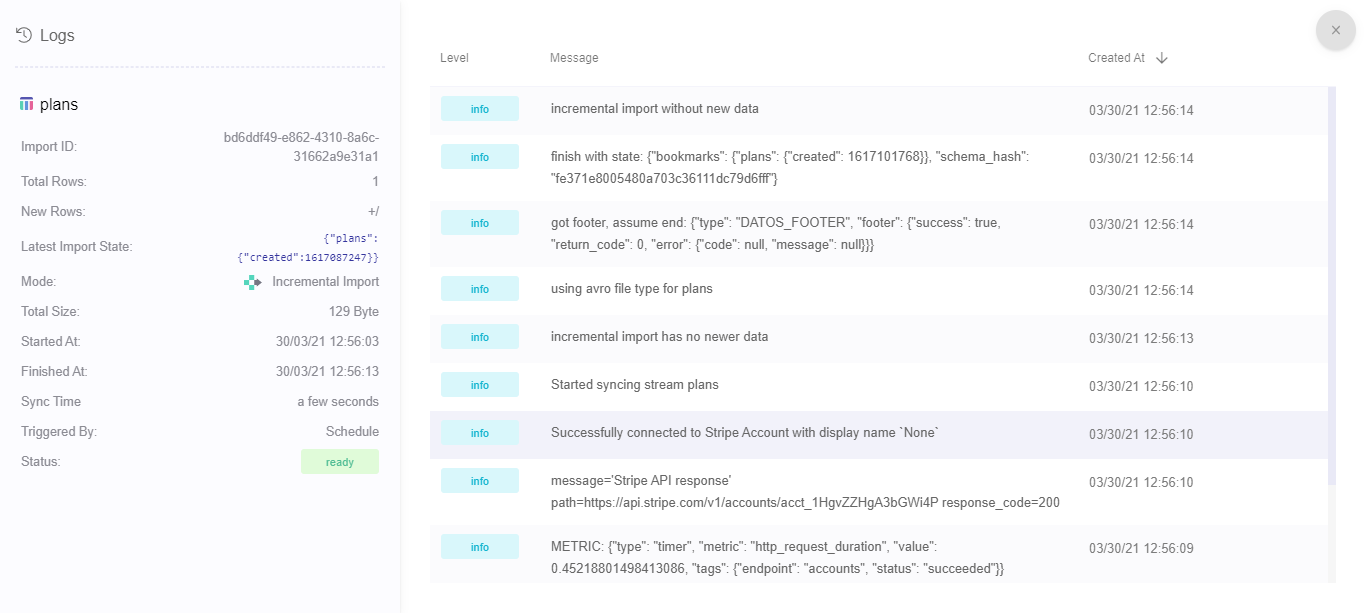 Logs
plans
Import ID:
bd6ddf49-e862-4310-8a6c-
31662a9e31a1
Total Rows:
1
New Rows:
+/
Latest Import State:
{"plans":
{"created":1617087247}}
Mode:
Incremental Import
Total Size:
129 Byte
Started At:
30/03/21 12:56:03
Finished At:
30/03/21 12:56:13
Sync Time
a few seconds
Triggered By:
Schedule
Status:
ready
Level Message Created At
info incremental import without new data 03/30/21 12:56:14
info finish with state: {"bookmarks": {"plans": {"created": 1617101768}}, "schema_hash": 03/30/21 12:56:14
"fe371e8005480a703c36111dc79d6fff"}
info got footer, assume end: {"type": "DATOS_FOOTER", "footer": {"success": true, 03/30/21 12:56:14
"return_code": 0, "error": {"code": null, "message": null}}}
info using avro file type for plans 03/30/21 12:56:14
info incremental import has no newer data 03/30/21 12:56:13
info Started syncing stream plans 03/30/21 12:56:10
info Successfully connected to Stripe Account with display name `None` 03/30/21 12:56:10
info message='Stripe API response' 03/30/21 12:56:10
path=https://api.stripe.com/v1/accounts/acct_1HgvZZHgA3bGWi4P response_code=200
info METRIC: {"type": "timer", "metric": "http_request_duration", "value": 03/30/21 12:56:09
0.45218801498413086, "tags": {"endpoint": "accounts", "status": "succeeded"}}